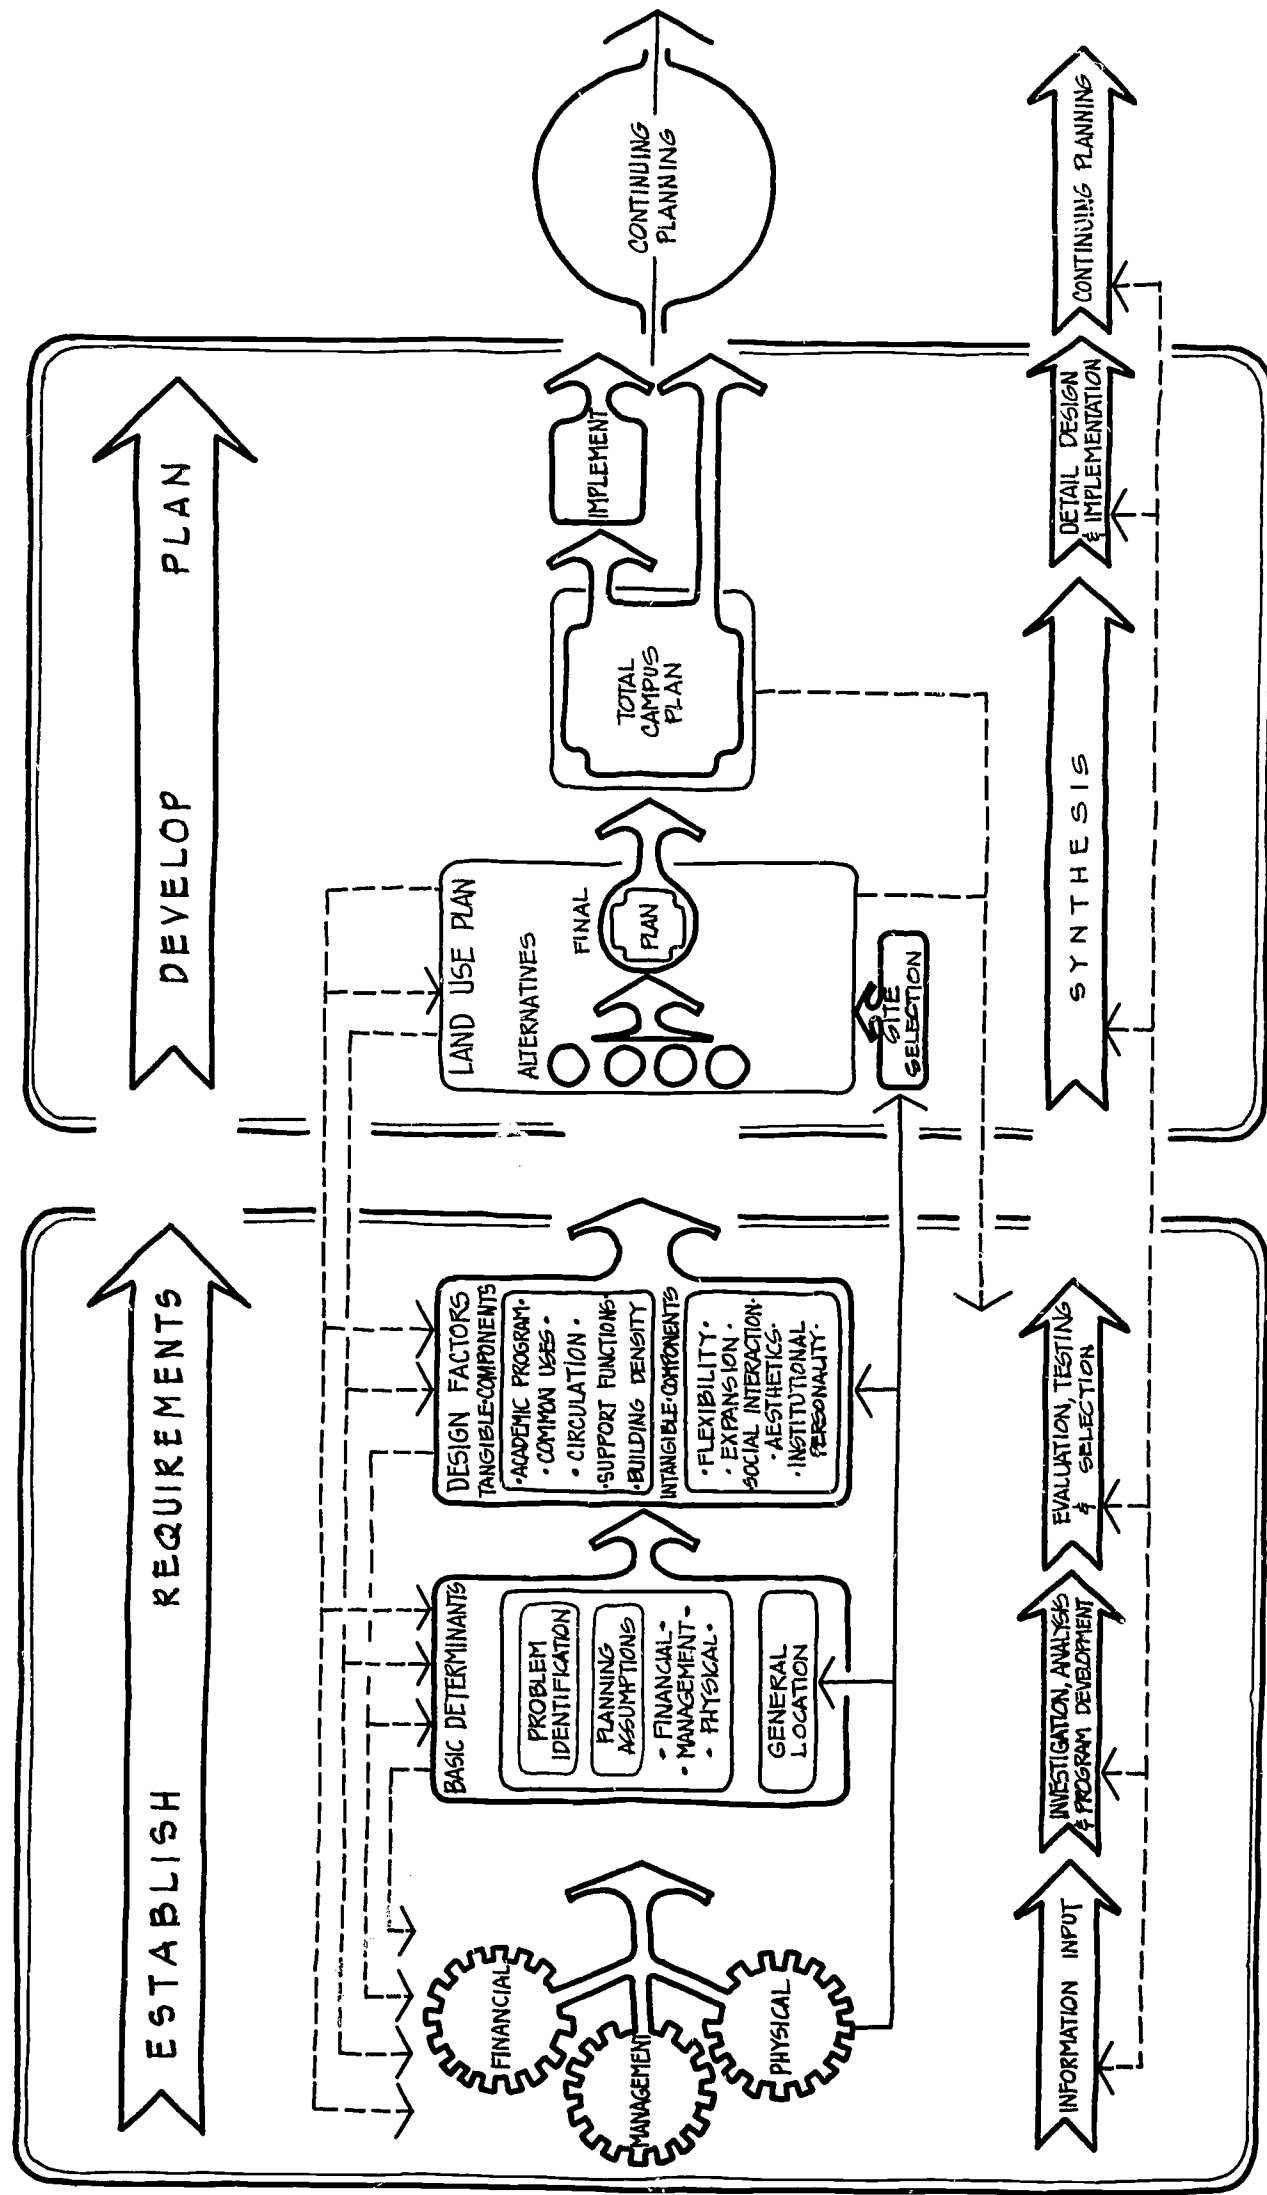 ESTABLISH REQUIREMENTS
DEVELOP PLAN
FINANCIAL
MANAGEMENT
PHYSICAL
BASIC DETERMINANTS
PROBLEM
IDENTIFICATION
PLANNING
ASSUMPTIONS
• FINANCIAL •
• MANAGEMENT •
• PHYSICAL •
GENERAL
LOCATION
DESIGN FACTORS
TANGIBLE·COMPONENTS
• ACADEMIC PROGRAM •
• COMMON USES •
• CIRCULATION •
• SUPPORT FUNCTIONS •
• BUILDING DENSITY
INTANGIBLE·COMPONENTS
• FLEXIBILITY •
• EXPANSION •
• SOCIAL INTERACTION •
• AESTHETICS •
• INSTITUTIONAL
PERSONALITY •
LAND USE PLAN
ALTERNATIVES
FINAL
PLAN
SITE
SELECTION
TOTAL
CAMPUS
PLAN
IMPLEMENT
CONTINUING
PLANNING
INFORMATION INPUT
INVESTIGATION, ANALYSIS
& PROGRAM DEVELOPMENT
EVALUATION, TESTING
& SELECTION
SYNTHESIS
DETAIL DESIGN
& IMPLEMENTATION
CONTINUING PLANNING